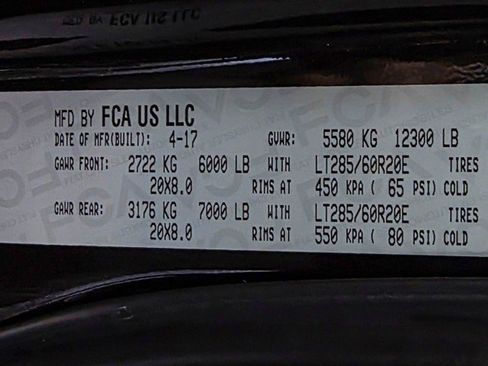 MFD BY FCA US LLC
DATE OF MFR(BUILT): 4-17 GVWR: 5580 KG 12300 LB
GAWR FRONT: 2722 KG 6000 LB WITH LT285/60R20E TIRES
20X8.0 RIMS AT 450 KPA ( 65 PSI) COLD
GAWR REAR: 3176 KG 7000 LB WITH LT285/60R20E TIRES
20X8.0 RIMS AT 550 KPA ( 80 PSI) COLD